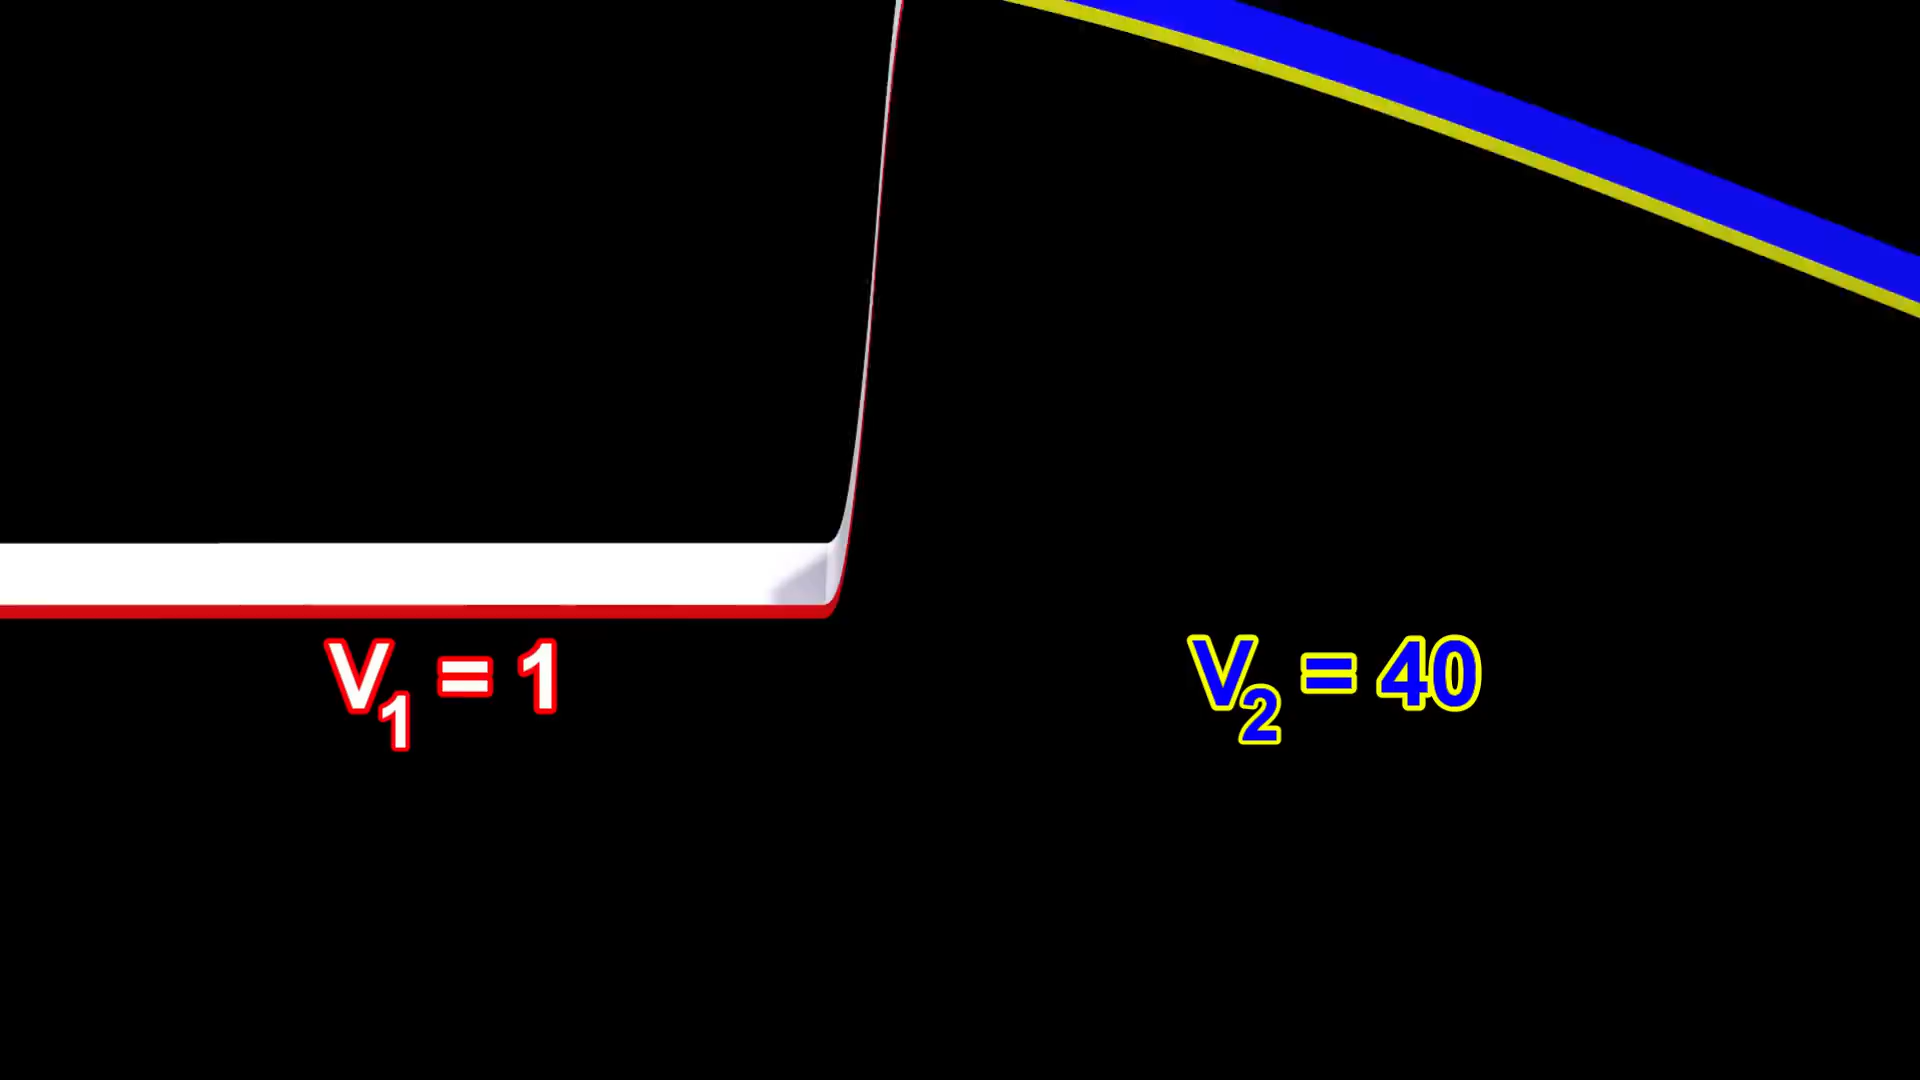 V₁ = 1
V₂ = 40